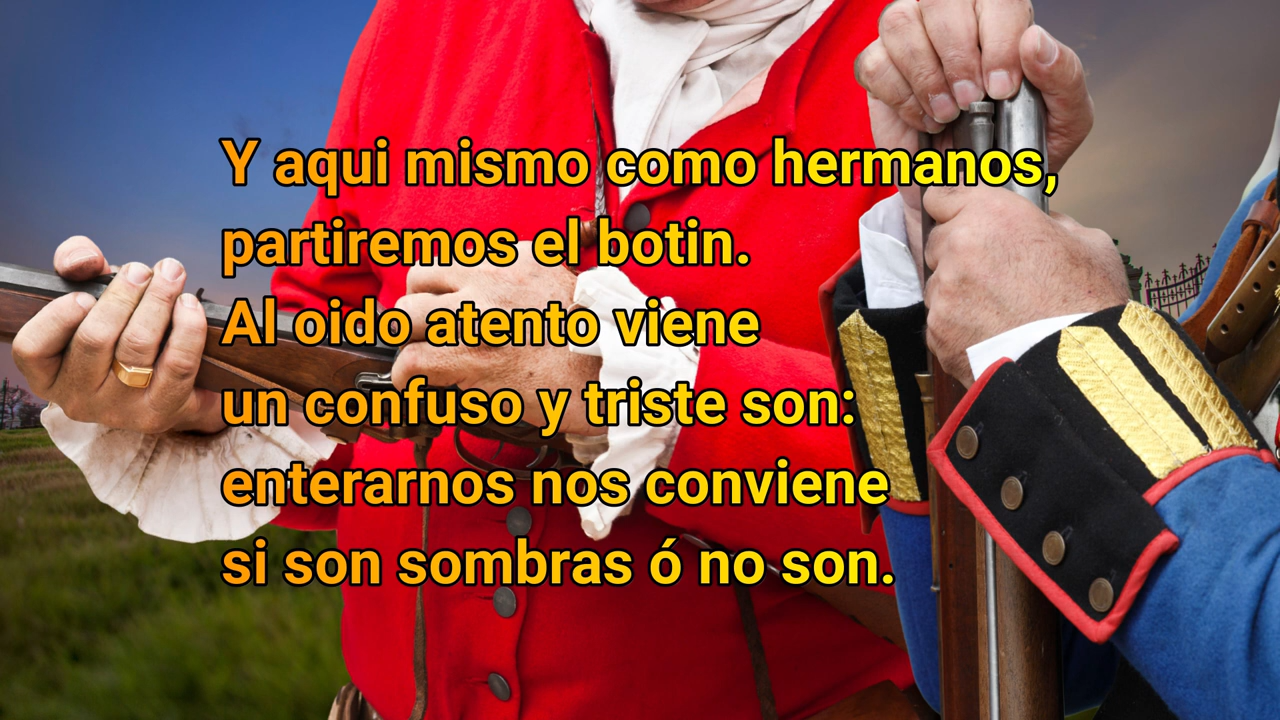 Y aqui mismo como hermanos,
partiremos el botin.
Al oido atento viene
un confuso y triste son:
enterarnos nos conviene
si son sombras ó no son.